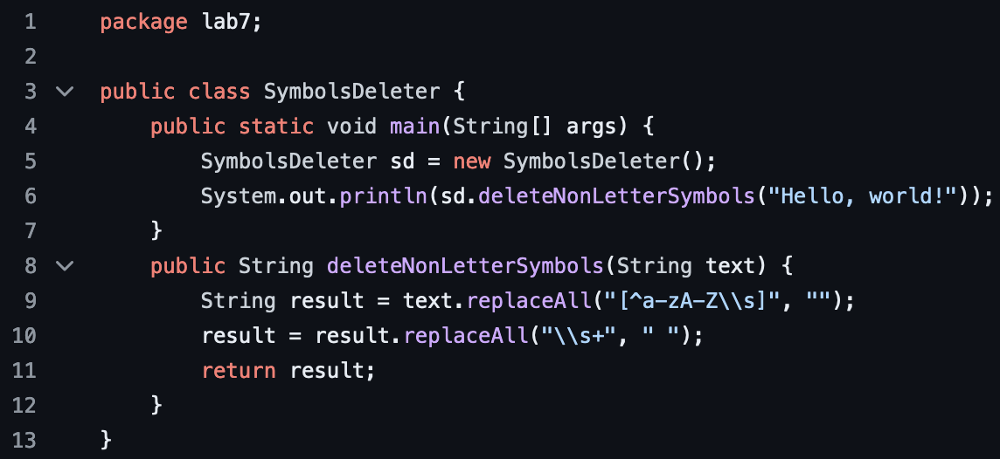 1 package lab7;
2
3 public class SymbolsDeleter {
4     public static void main(String[] args) {
5         SymbolsDeleter sd = new SymbolsDeleter();
6         System.out.println(sd.deleteNonLetterSymbols("Hello, world!"));
7     }
8     public String deleteNonLetterSymbols(String text) {
9         String result = text.replaceAll("[^a-zA-Z\\s]", "");
10         result = result.replaceAll("\\s+", " ");
11         return result;
12     }
13 }